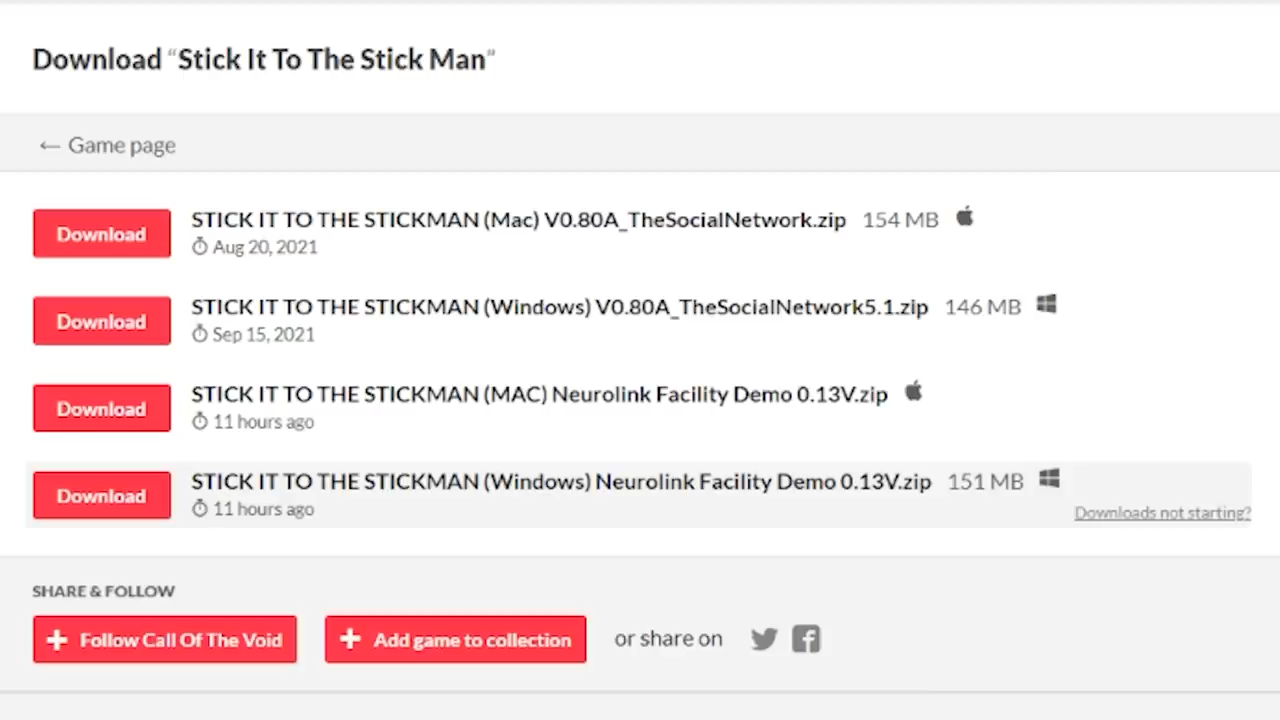 Download “Stick It To The Stick Man”
← Game page
Download
STICK IT TO THE STICKMAN (Mac) V0.80A_TheSocialNetwork.zip 154 MB
Aug 20, 2021
Download
STICK IT TO THE STICKMAN (Windows) V0.80A_TheSocialNetwork5.1.zip 146 MB
Sep 15, 2021
Download
STICK IT TO THE STICKMAN (MAC) Neurolink Facility Demo 0.13V.zip
11 hours ago
Download
STICK IT TO THE STICKMAN (Windows) Neurolink Facility Demo 0.13V.zip 151 MB
11 hours ago
Downloads not starting?
SHARE & FOLLOW
Follow Call Of The Void
Add game to collection
or share on